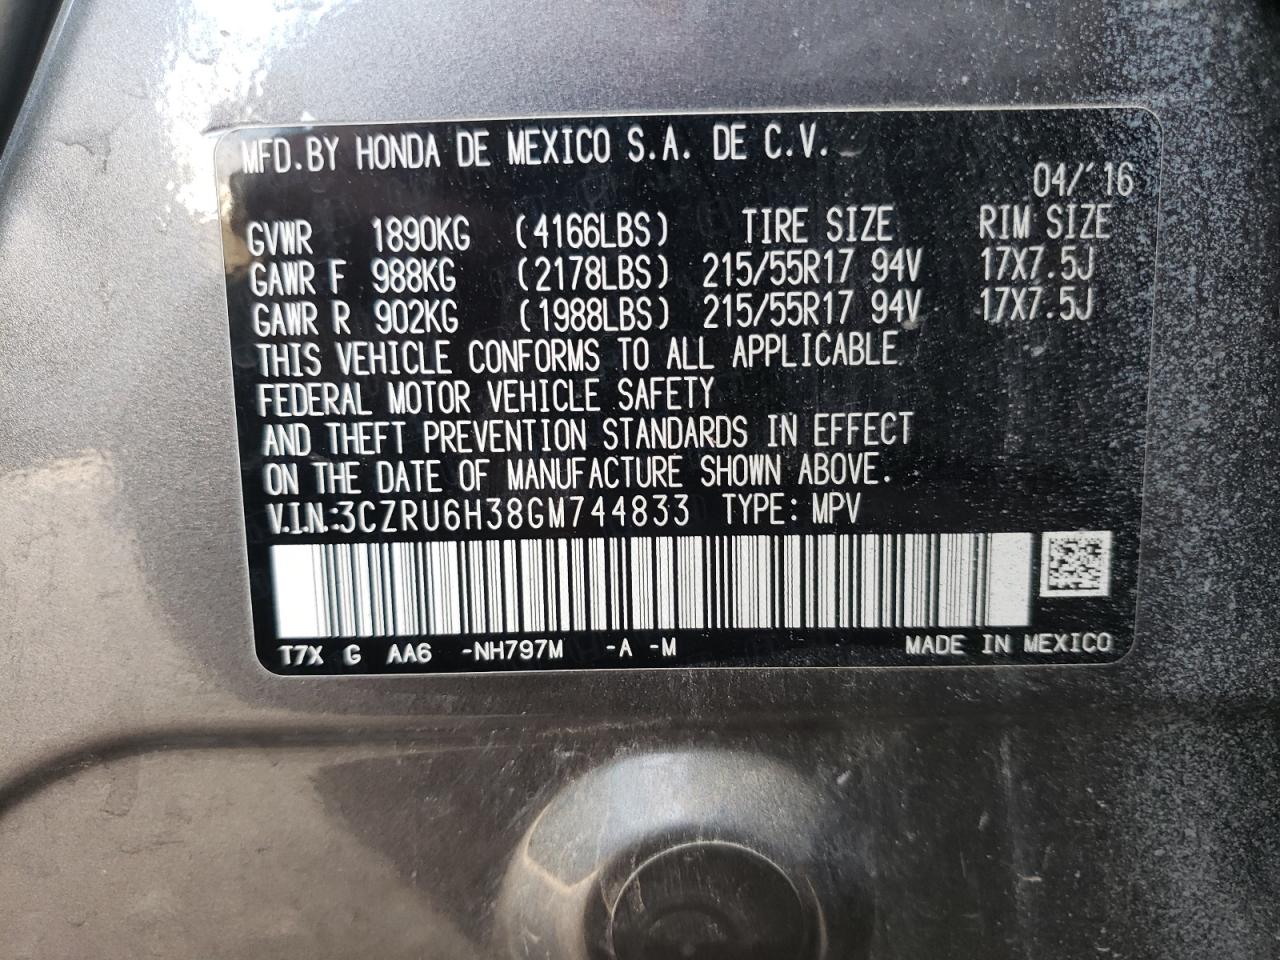 MFD.BY HONDA DE MEXICO S.A. DE C.V.
04/'16
GVWR 1890KG (4166LBS) TIRE SIZE RIM SIZE
GAWR F 988KG (2178LBS) 215/55R17 94V 17X7.5J
GAWR R 902KG (1988LBS) 215/55R17 94V 17X7.5J
THIS VEHICLE CONFORMS TO ALL APPLICABLE
FEDERAL MOTOR VEHICLE SAFETY
AND THEFT PREVENTION STANDARDS IN EFFECT
ON THE DATE OF MANUFACTURE SHOWN ABOVE.
V.I.N.:3CZRU6H38GM744833 TYPE: MPV
T7X G AA6 -NH797M -A -M MADE IN MEXICO